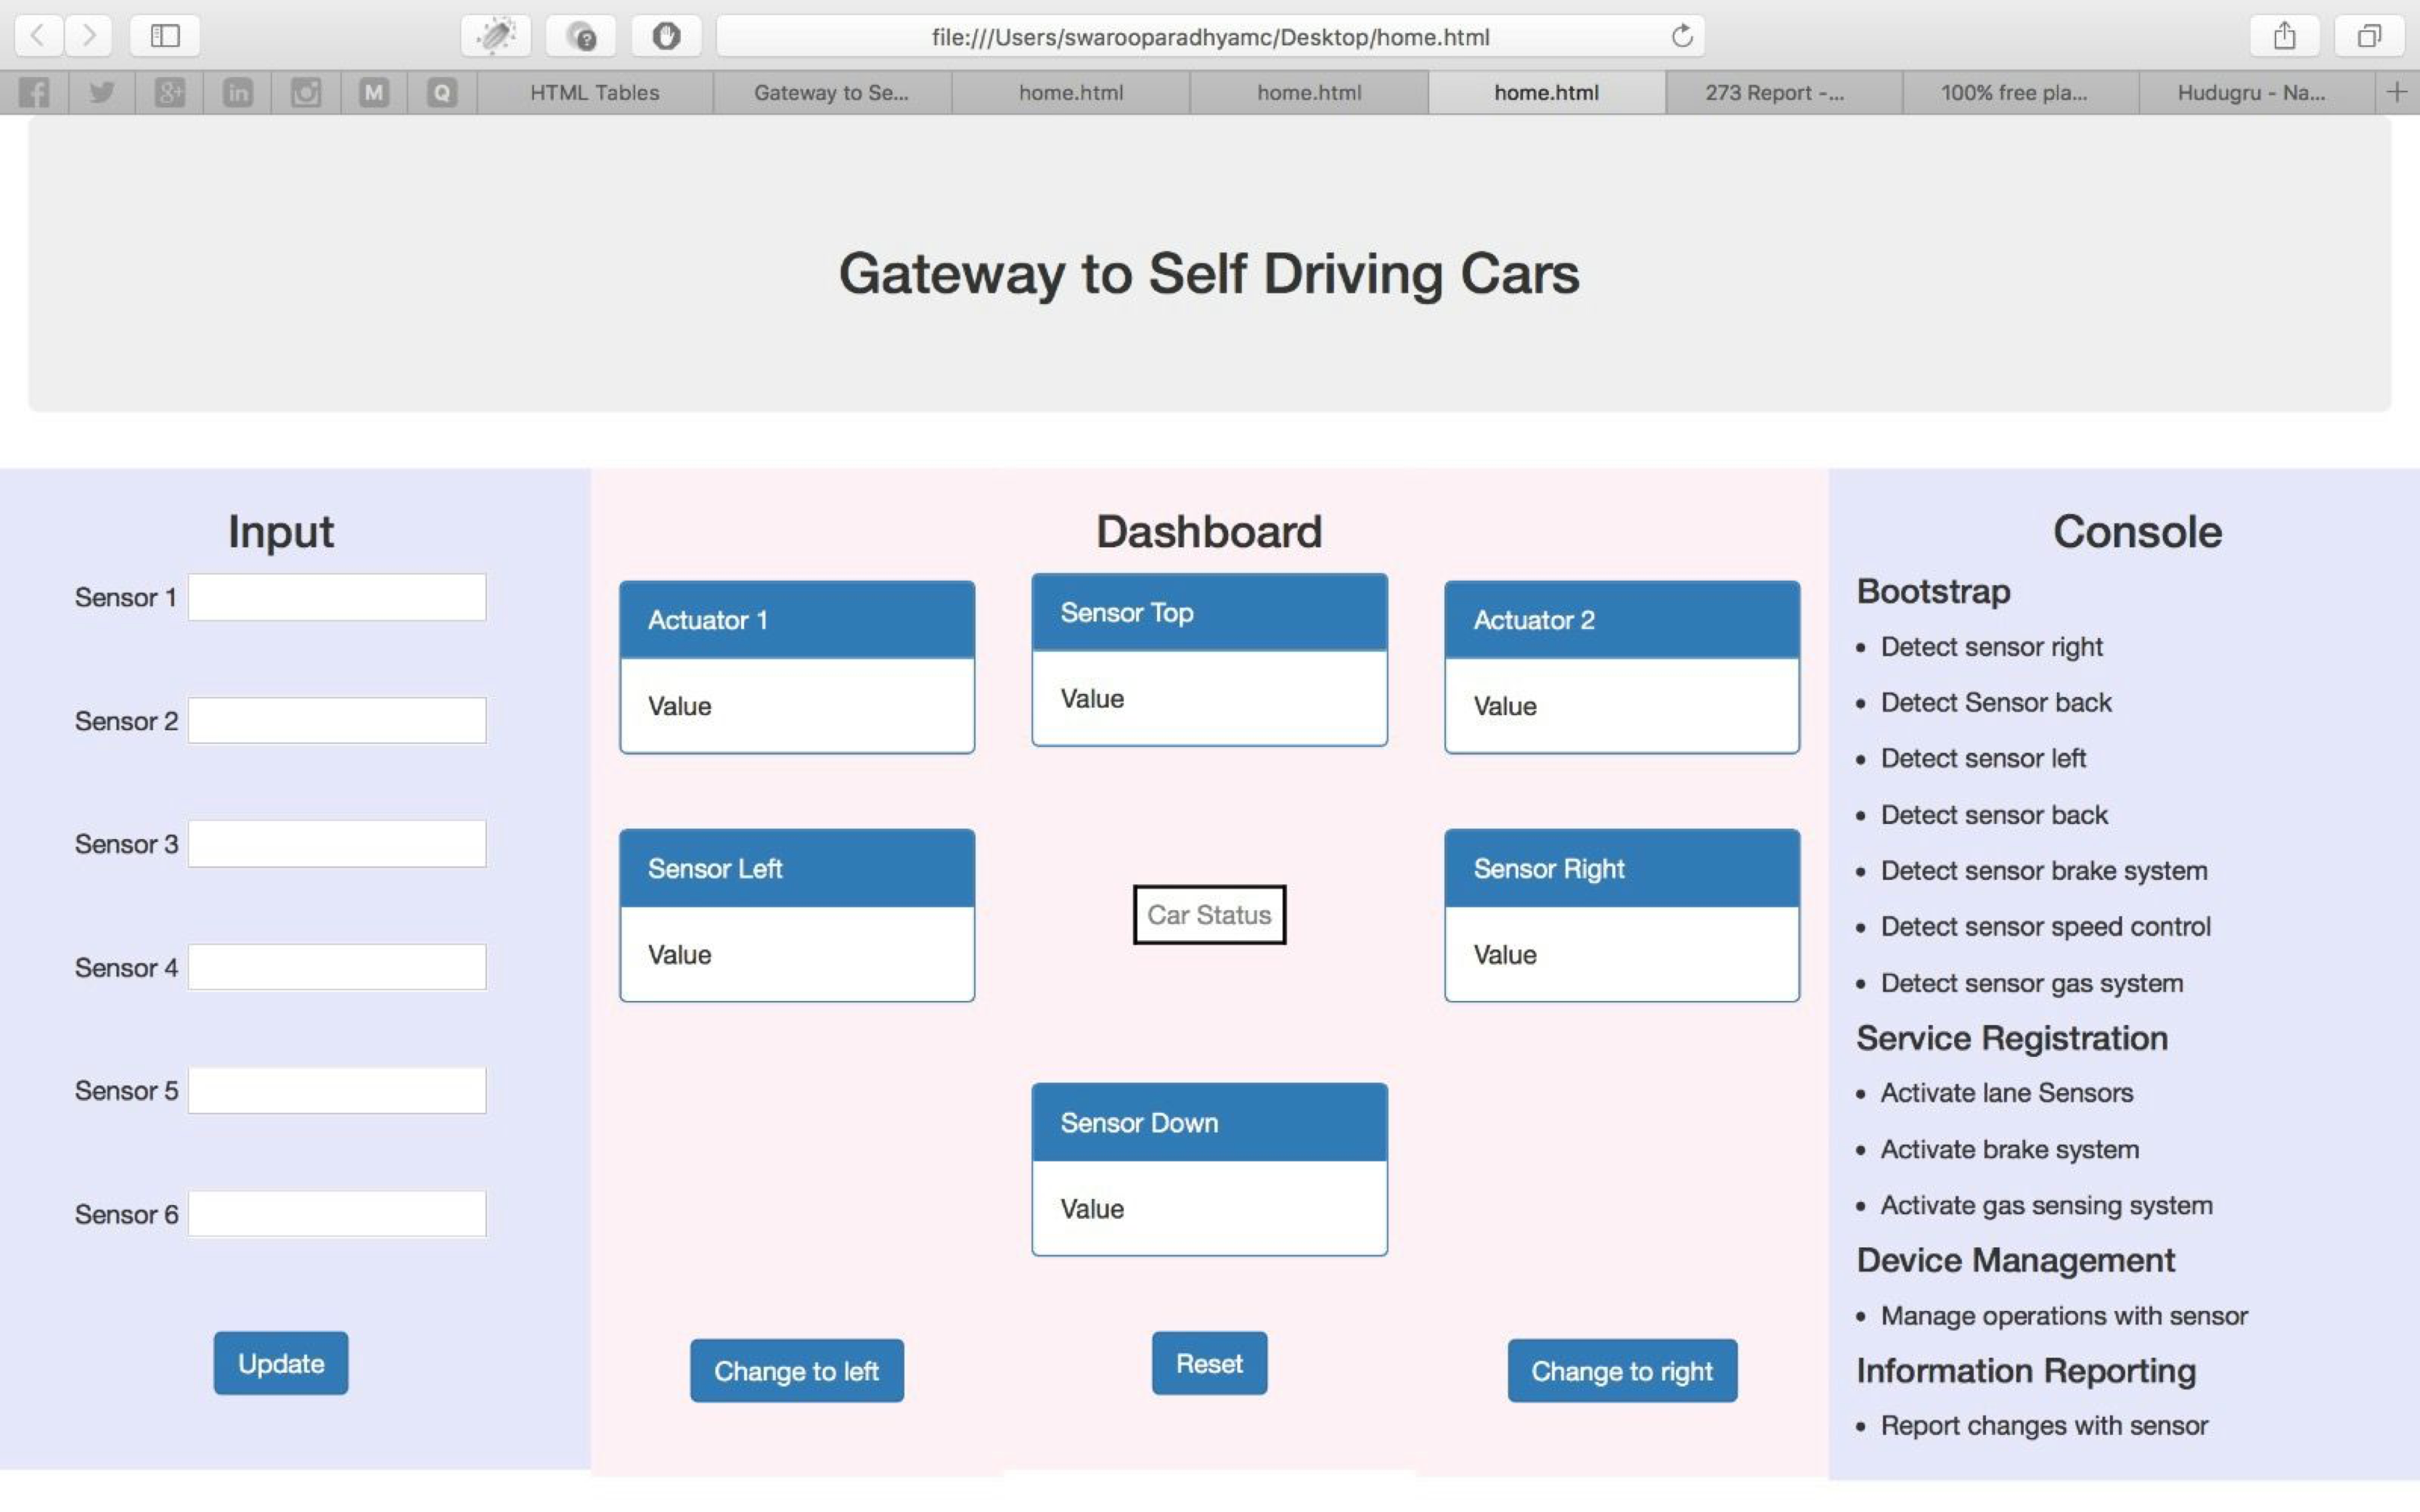 file:///Users/swarooparadhyamc/Desktop/home.html
8+ in M Q HTML Tables Gateway to Se... home.html home.html home.html 273 Report -... 100% free pla... Hudugru - Na... +
Gateway to Self Driving Cars
Input
Sensor 1
Sensor 2
Sensor 3
Sensor 4
Sensor 5
Sensor 6
Update
Dashboard
Actuator 1
Value
Sensor Top
Value
Actuator 2
Value
Sensor Left
Value
Car Status
Sensor Right
Value
Sensor Down
Value
Change to left
Reset
Change to right
Console
Bootstrap
• Detect sensor right
• Detect Sensor back
• Detect sensor left
• Detect sensor back
• Detect sensor brake system
• Detect sensor speed control
• Detect sensor gas system
Service Registration
• Activate lane Sensors
• Activate brake system
• Activate gas sensing system
Device Management
• Manage operations with sensor
Information Reporting
• Report changes with sensor